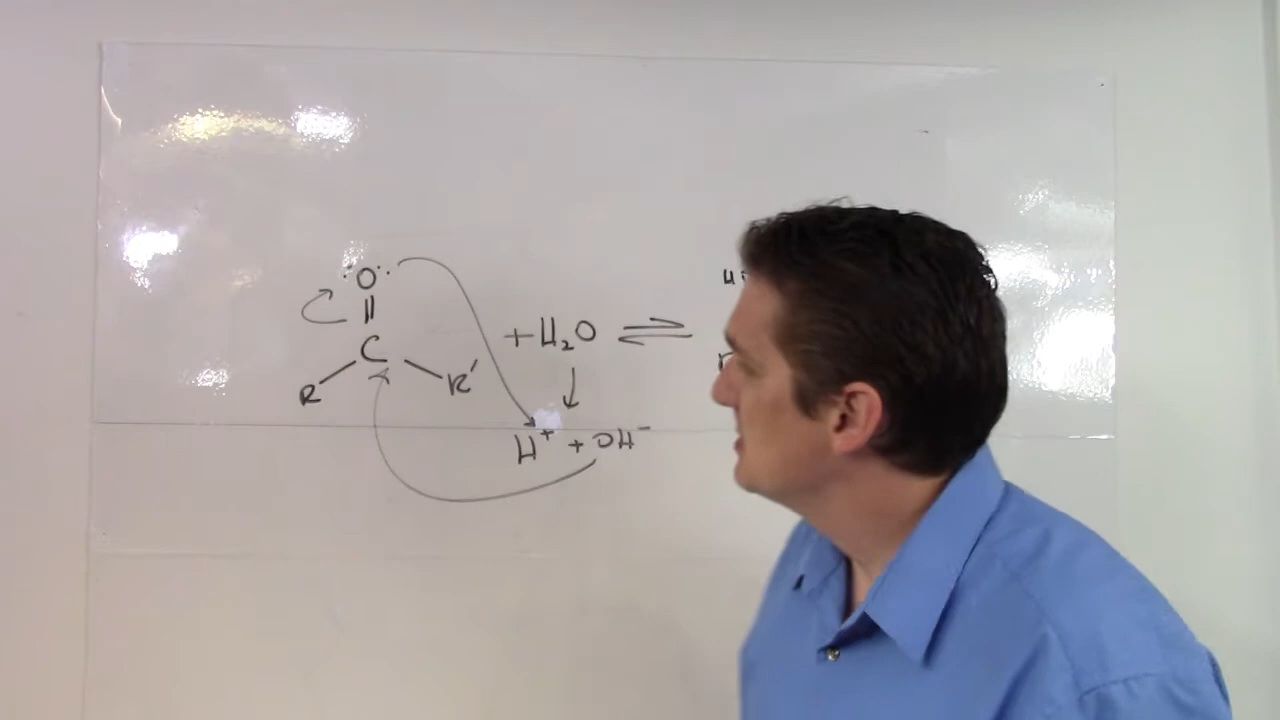 :O:
||
C
R R'
+ H₂O ⇌
↓
H⁺ + OH⁻